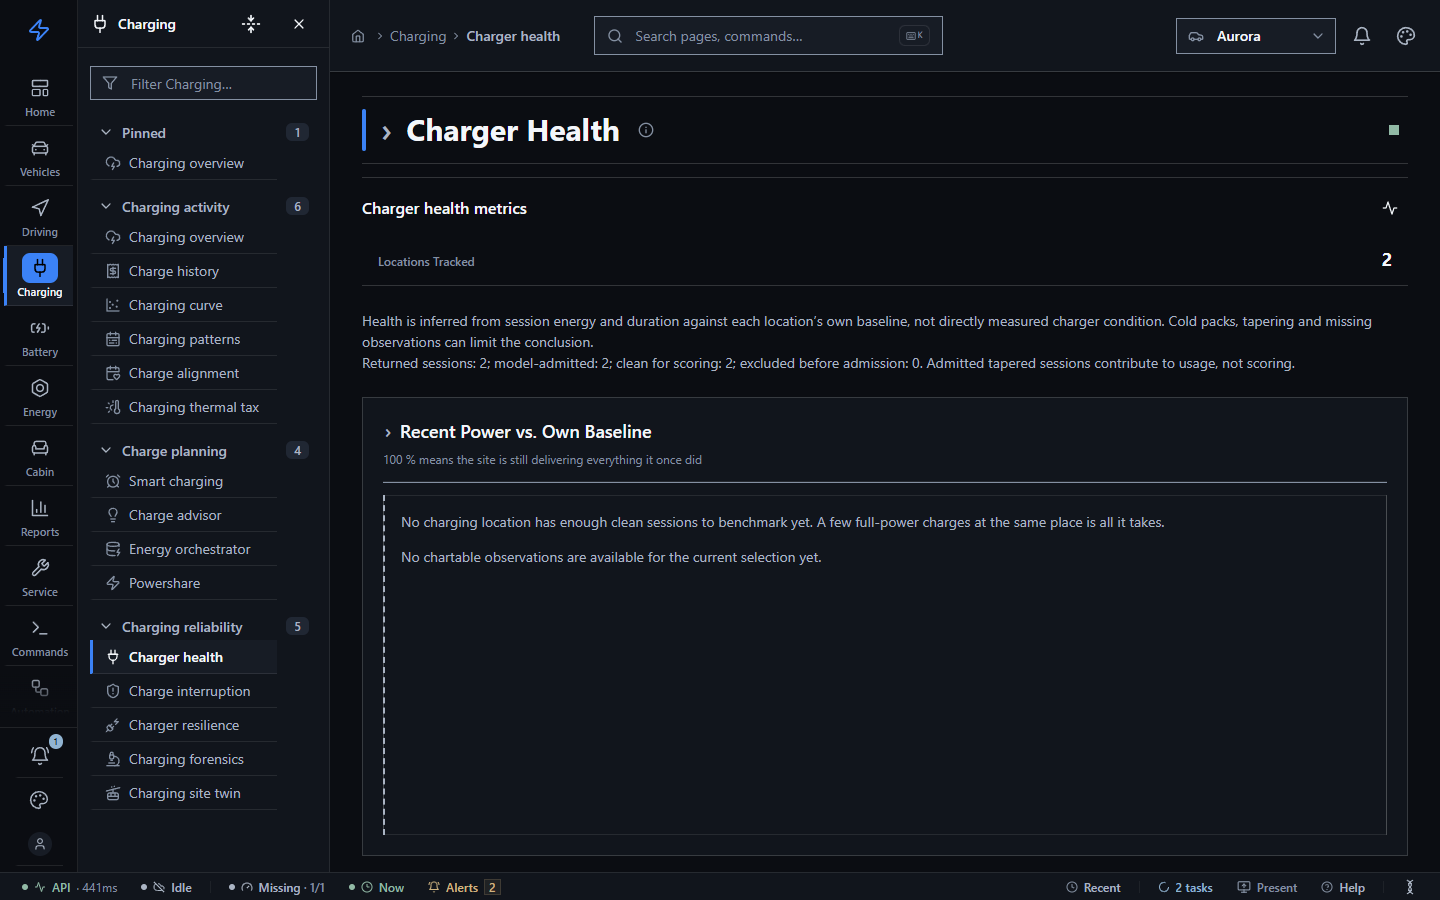 Charging
Charging
Charger health
Search pages, commands...
K
Aurora
Home
Vehicles
Driving
Charging
Battery
Energy
Cabin
Reports
Service
Commands
1
Filter Charging...
Pinned
1
Charging overview
Charging activity
6
Charging overview
Charge history
Charging curve
Charging patterns
Charge alignment
Charging thermal tax
Charge planning
4
Smart charging
Charge advisor
Energy orchestrator
Powershare
Charging reliability
5
Charger health
Charge interruption
Charger resilience
Charging forensics
Charging site twin
Charger Health
Charger health metrics
Locations Tracked
2
Health is inferred from session energy and duration against each location's own baseline, not directly measured charger condition. Cold packs, tapering and missing
observations can limit the conclusion.
Returned sessions: 2; model-admitted: 2; clean for scoring: 2; excluded before admission: 0. Admitted tapered sessions contribute to usage, not scoring.
Recent Power vs. Own Baseline
100 % means the site is still delivering everything it once did
No charging location has enough clean sessions to benchmark yet. A few full-power charges at the same place is all it takes.
No chartable observations are available for the current selection yet.
API · 441ms
Idle
Missing · 1/1
Now
Alerts 2
Recent
2 tasks
Present
Help